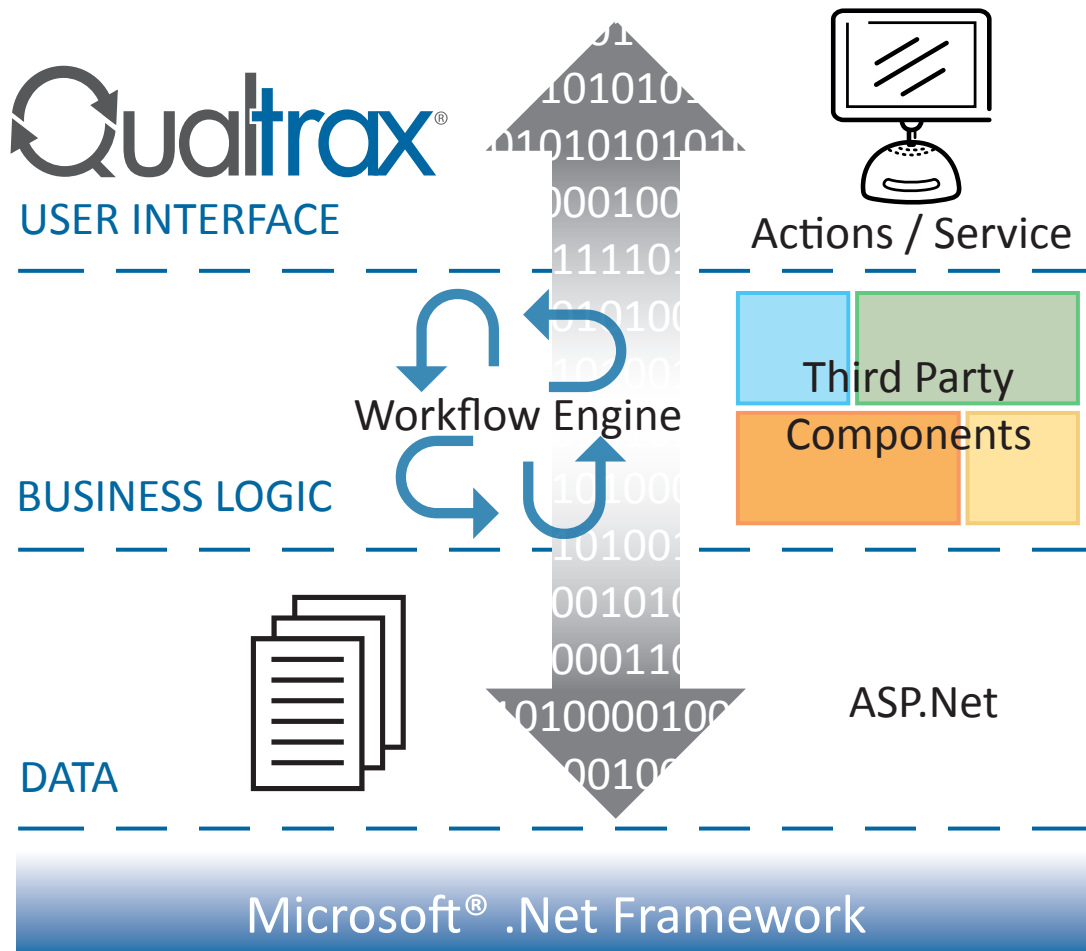 Qualtrax®
USER INTERFACE
Actions / Service
Workflow Engine
Third Party
Components
BUSINESS LOGIC
ASP.Net
DATA
Microsoft® .Net Framework